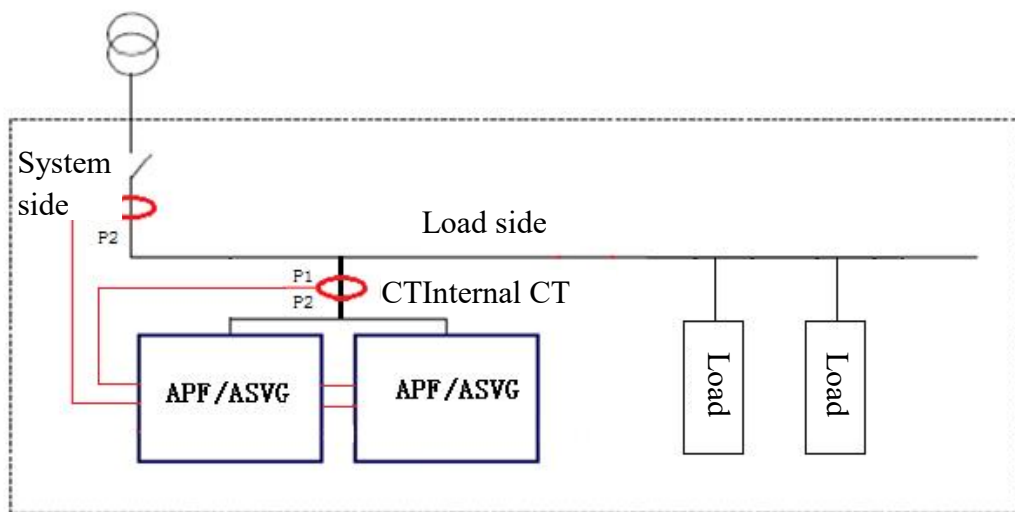 System
side
P2
Load side
P1
P2
CTInternal CT
APF/ASVG
APF/ASVG
Load
Load